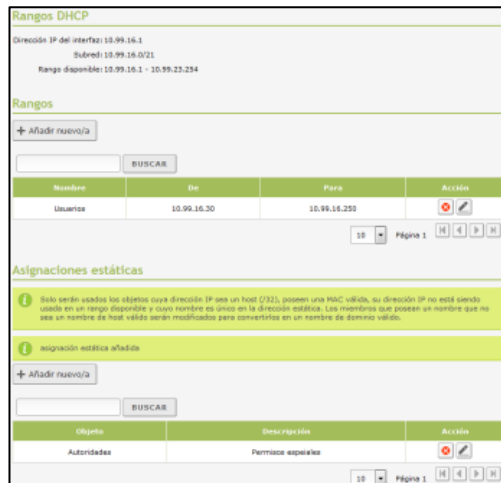 Rangos DHCP
Dirección IP del interfaz: 10.99.16.1
Subred: 10.99.16.0/21
Rango disponible: 10.99.16.1 - 10.99.23.254
Rangos
+ Añadir nuevo/a
BUSCAR
Nombre De Para Acción
Usuarios 10.99.16.30 10.99.16.250
10 Página 1
Asignaciones estáticas
Solo serán usados los objetos cuya dirección IP sea un host (/32), poseen una MAC válida, su dirección IP no está siendo
usada en un rango disponible y cuyo nombre es único en la dirección estática. Los miembros que posean un nombre que no
sea un nombre de host válido serán modificados para convertirlos en un nombre de dominio válido.
asignación estática añadida
+ Añadir nuevo/a
BUSCAR
Objeto Descripción Acción
Autoridades Permisos espeiales
10 Página 1